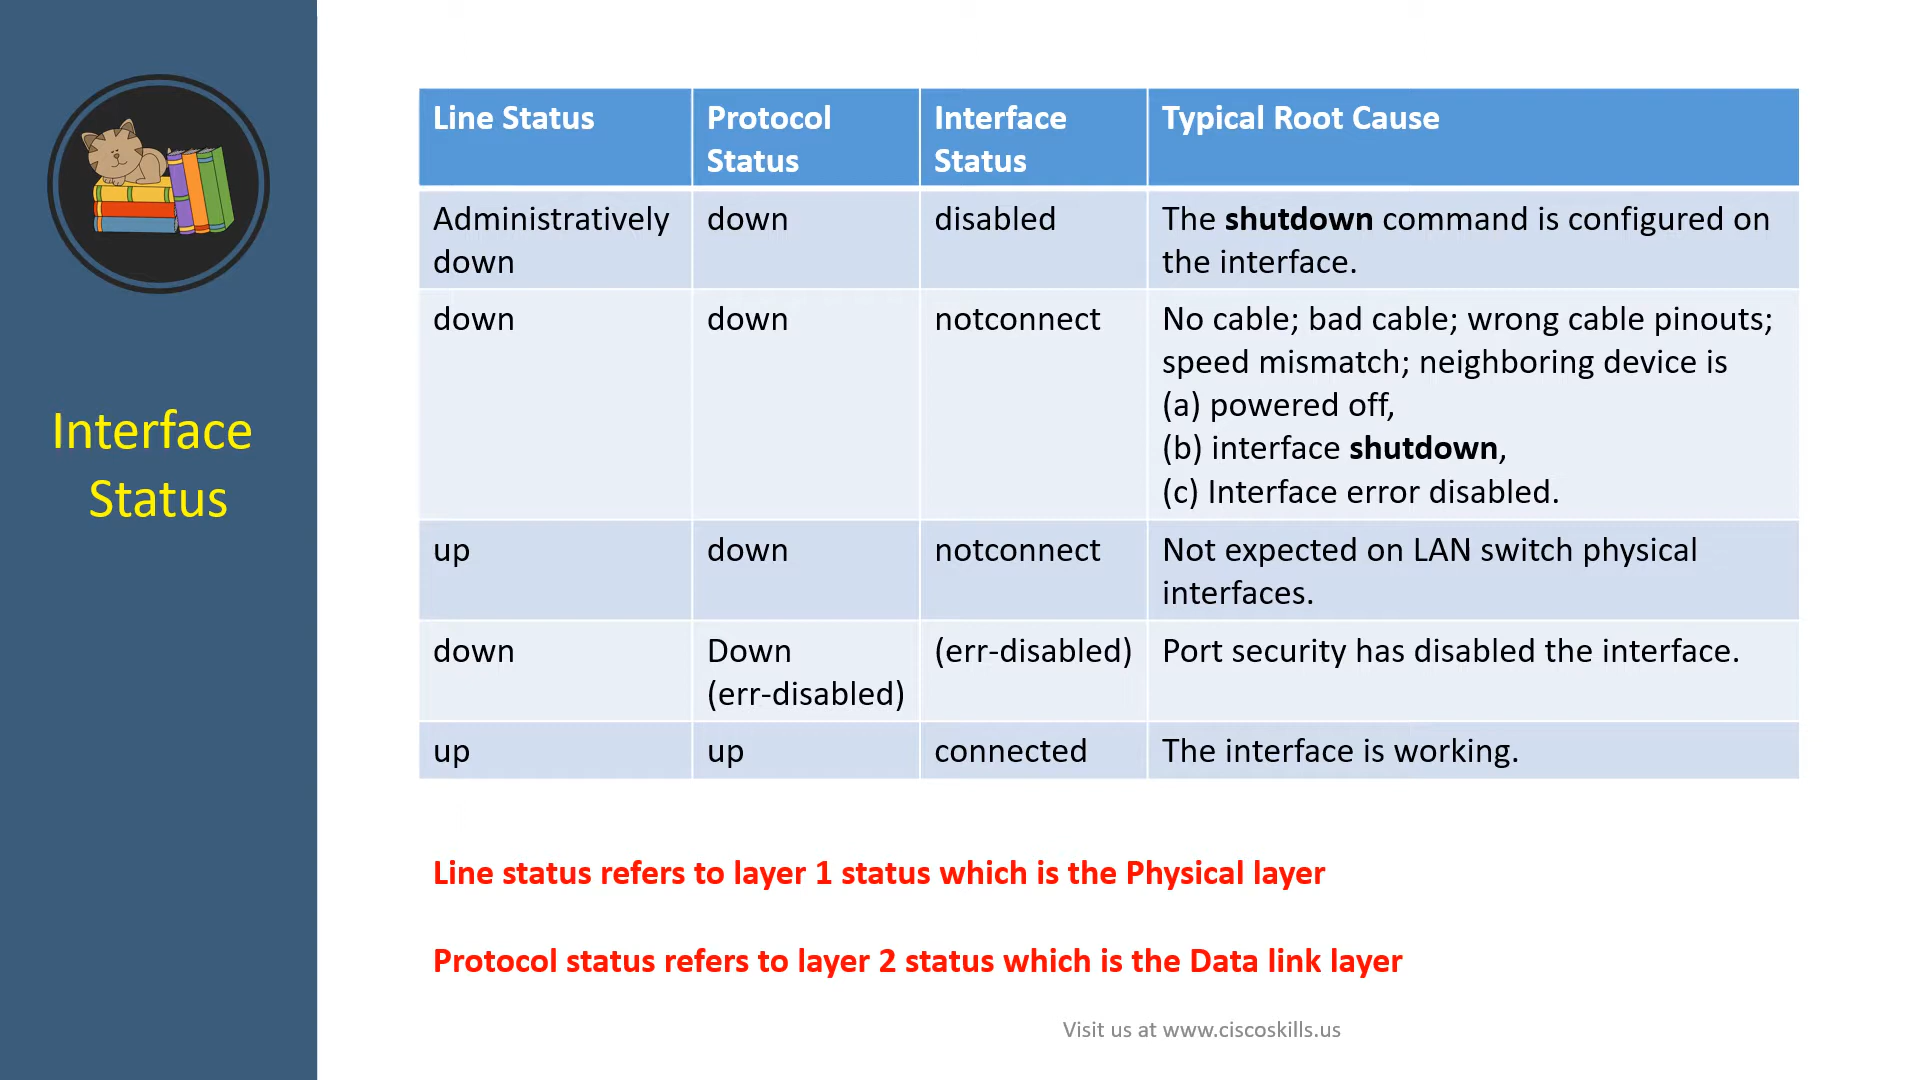 Interface
Status
Line Status
Protocol
Status
Interface
Status
Typical Root Cause
Administratively
down
down
disabled
The shutdown command is configured on
the interface.
down
down
notconnect
No cable; bad cable; wrong cable pinouts;
speed mismatch; neighboring device is
(a) powered off,
(b) interface shutdown,
(c) Interface error disabled.
up
down
notconnect
Not expected on LAN switch physical
interfaces.
down
Down
(err-disabled)
(err-disabled)
Port security has disabled the interface.
up
up
connected
The interface is working.
Line status refers to layer 1 status which is the Physical layer
Protocol status refers to layer 2 status which is the Data link layer
Visit us at www.ciscoskills.us